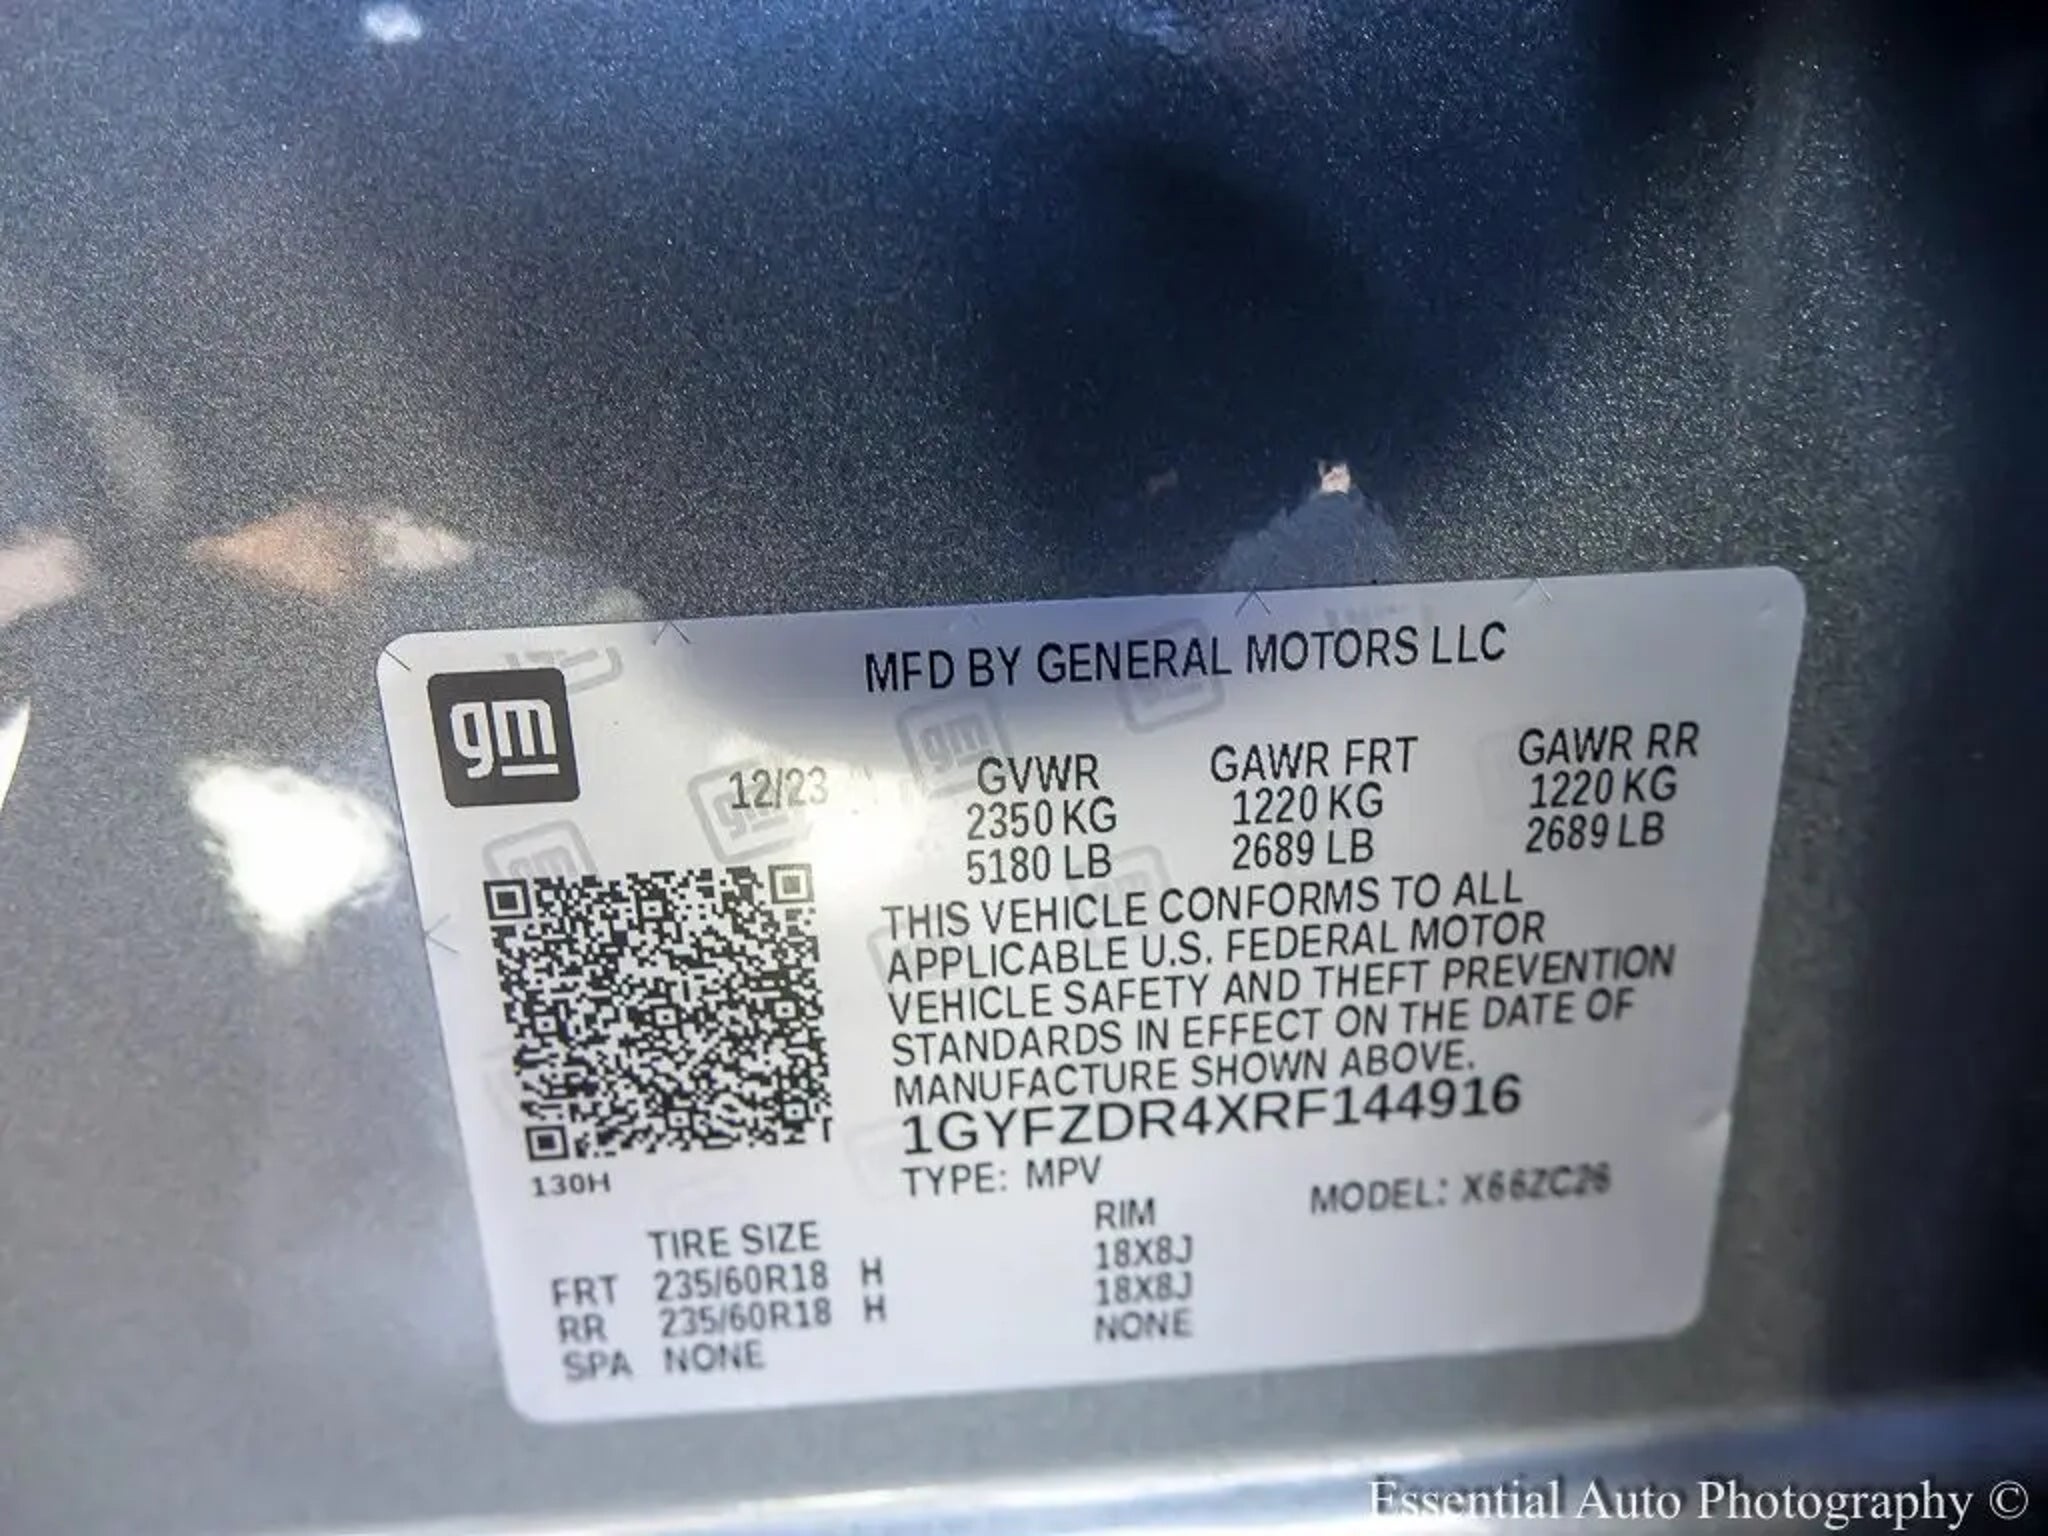 gm
MFD BY GENERAL MOTORS LLC
12/23 GVWR GAWR FRT GAWR RR
2350 KG 1220 KG 1220 KG
5180 LB 2689 LB 2689 LB
THIS VEHICLE CONFORMS TO ALL
APPLICABLE U.S. FEDERAL MOTOR
VEHICLE SAFETY AND THEFT PREVENTION
STANDARDS IN EFFECT ON THE DATE OF
MANUFACTURE SHOWN ABOVE.
1GYFZDR4XRF144916
130H TYPE: MPV MODEL: X66ZC26
TIRE SIZE RIM
FRT 235/60R18 H 18X8J
RR 235/60R18 H 18X8J
SPA NONE NONE
Essential Auto Photography ©